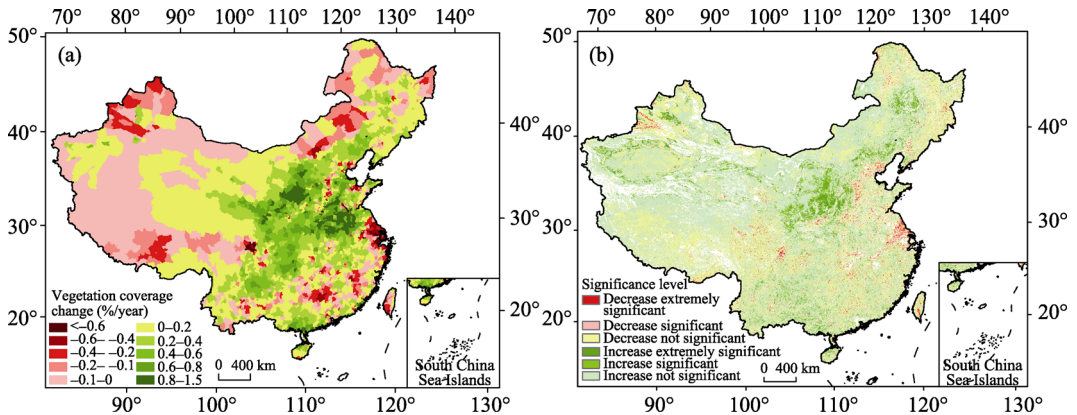 70° 80° 90° 100° 110° 120° 130° 140°
50°
(a)
40° 40°
30° 30°
20° 20°
Vegetation coverage
change (%/year)
<–0.6 0–0.2
–0.6– –0.4 0.2–0.4
–0.4– –0.2 0.4–0.6
–0.2– –0.1 0.6–0.8
–0.1–0 0.8–1.5
0 400 km
South China
Sea-Islands
90° 100° 110° 120° 130°
70° 80° 90° 100° 110° 120° 130° 140°
50°
(b)
40° 40°
30° 30°
20° 20°
Significance level
Decrease extremely
significant
Decrease significant
Decrease not significant
Increase extremely significant
Increase significant
Increase not significant
0 400 km
South China
Sea-Islands
90° 100° 110° 120° 130°